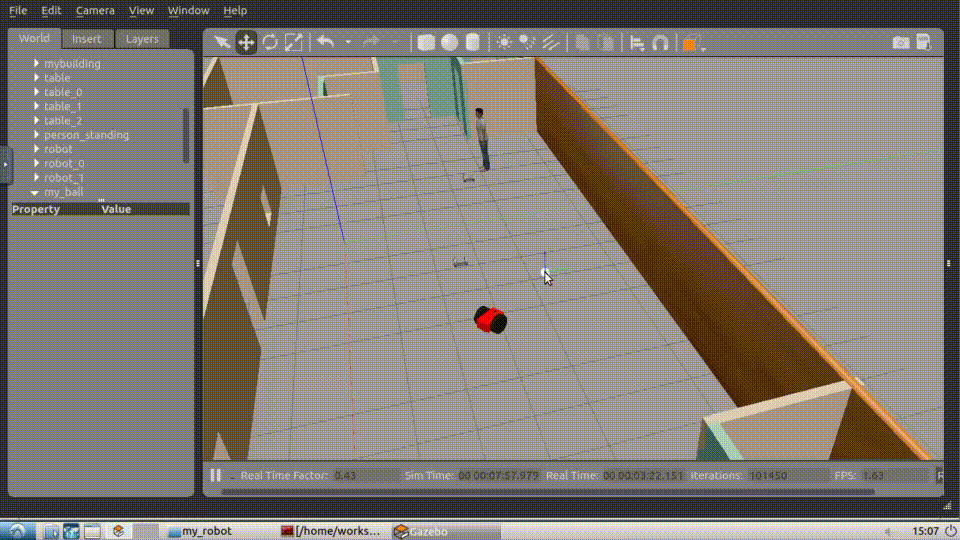 File Edit Camera View Window Help
World Insert Layers
mybuilding
table
table_0
table_1
table_2
person_standing
robot
robot_0
robot_1
my_ball
Property Value
Real Time Factor: 0.43 Sim Time: 00 00:07:57.979 Real Time: 00 00:03:22.151 Iterations: 101450 FPS: 1.63
my_robot [/home/works... Gazebo 15:07